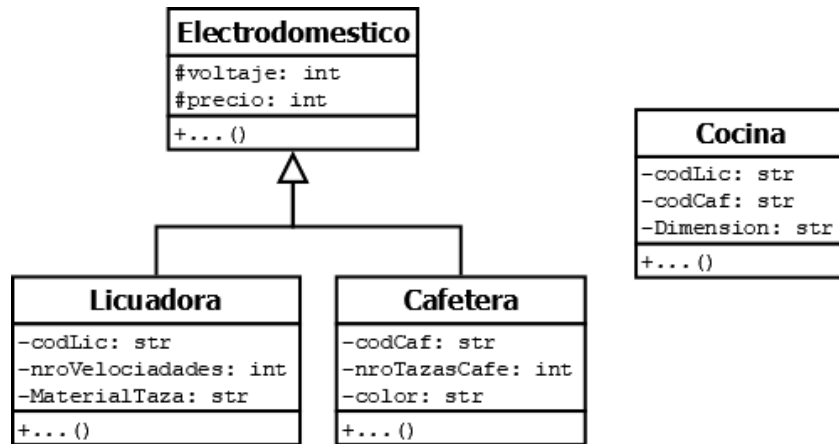 Electrodomestico
#voltaje: int
#precio: int
+...()
Cocina
-codLic: str
-codCaf: str
-Dimension: str
+...()
Licuadora
-codLic: str
-nroVelociadades: int
-MaterialTaza: str
+...()
Cafetera
-codCaf: str
-nroTazasCafe: int
-color: str
+...()